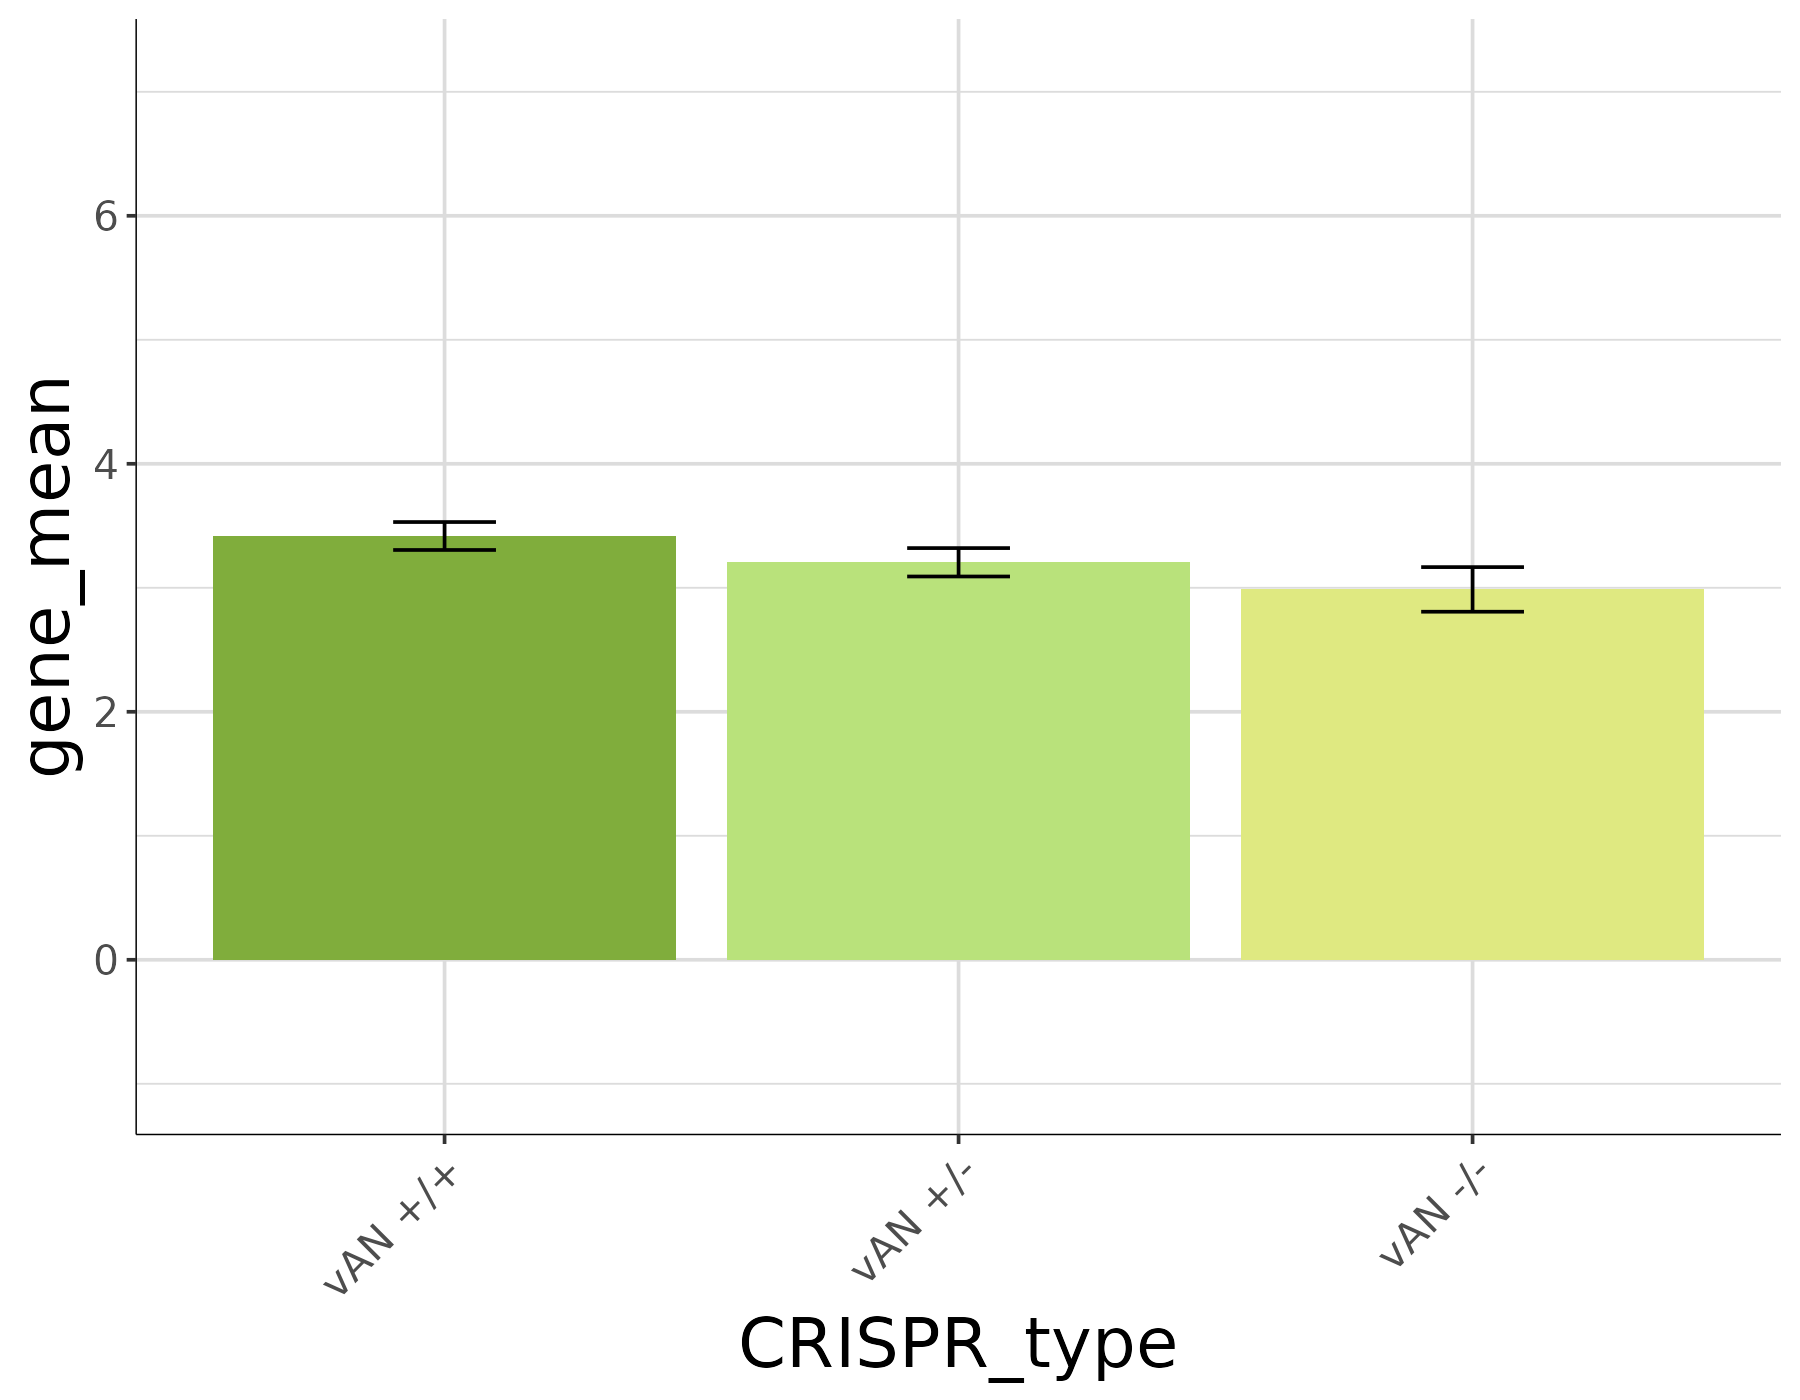 gene_mean
6
4
2
0
vAN +/+
vAN +/-
vAN -/-
CRISPR_type